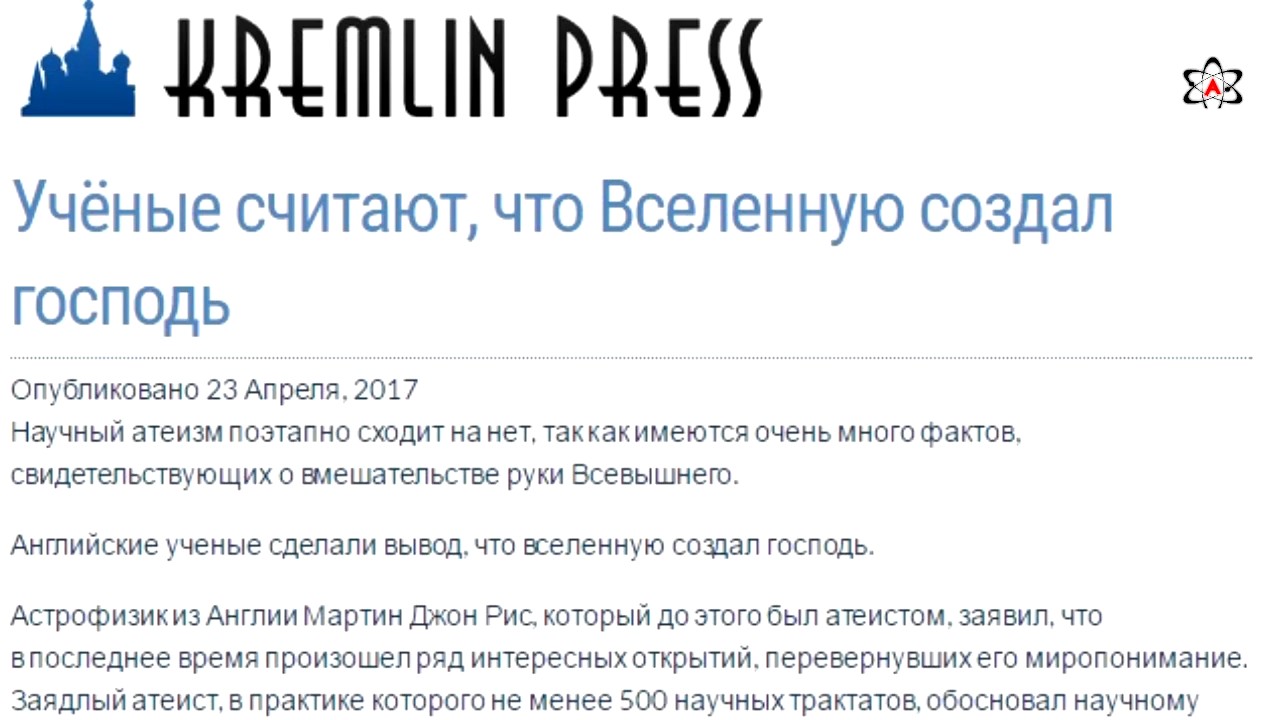 KREMLIN PRESS
A
Учёные считают, что Вселенную создал
господь
Опубликовано 23 Апреля, 2017
Научный атеизм поэтапно сходит на нет, так как имеются очень много фактов,
свидетельствующих о вмешательстве руки Всевышнего.
Английские ученые сделали вывод, что вселенную создал господь.
Астрофизик из Англии Мартин Джон Рис, который до этого был атеистом, заявил, что
в последнее время произошел ряд интересных открытий, перевернувших его миропонимание.
Заядлый атеист, в практике которого не менее 500 научных трактатов, обосновал научному